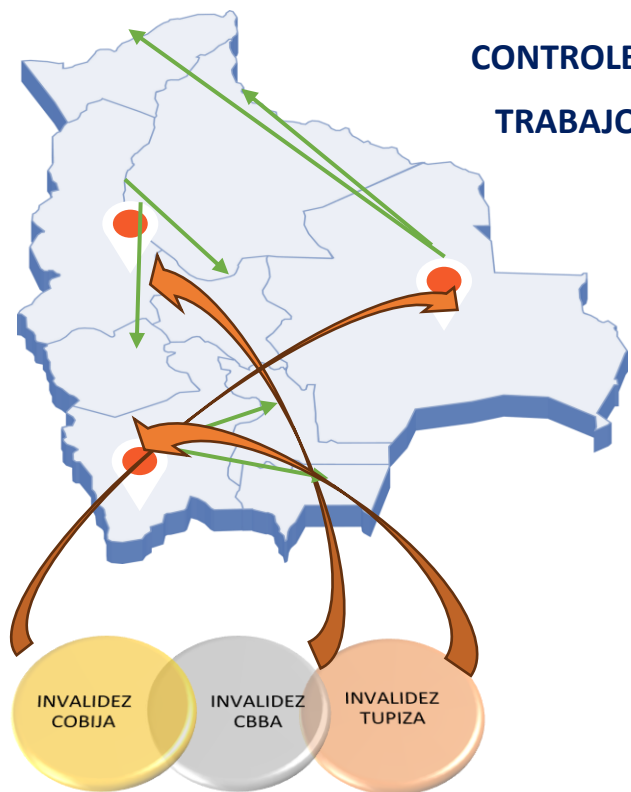 CONTROLE
TRABAJO
INVALIDEZ
COBIJA
INVALIDEZ
CBBA
INVALIDEZ
TUPIZA